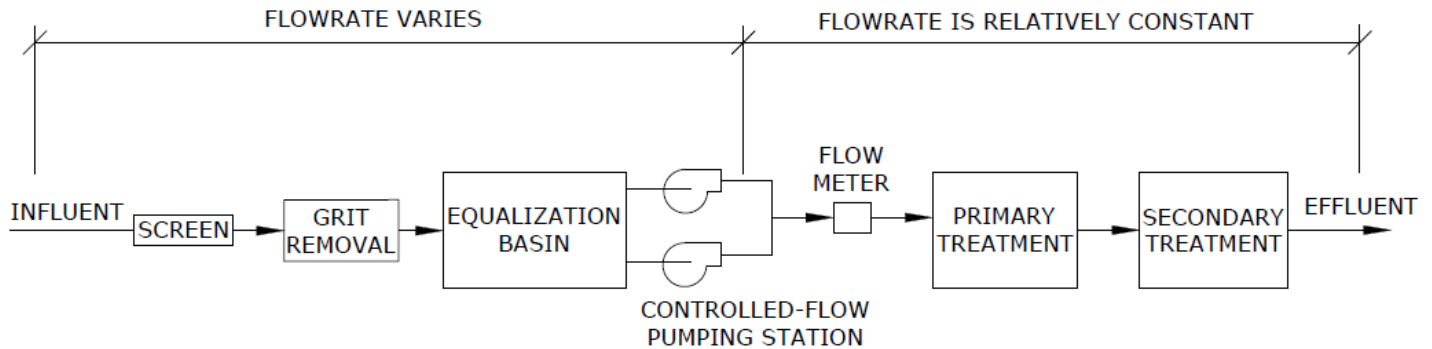 FLOWRATE VARIES
FLOWRATE IS RELATIVELY CONSTANT
INFLUENT
SCREEN
GRIT
REMOVAL
EQUALIZATION
BASIN
CONTROLLED-FLOW
PUMPING STATION
FLOW
METER
PRIMARY
TREATMENT
SECONDARY
TREATMENT
EFFLUENT